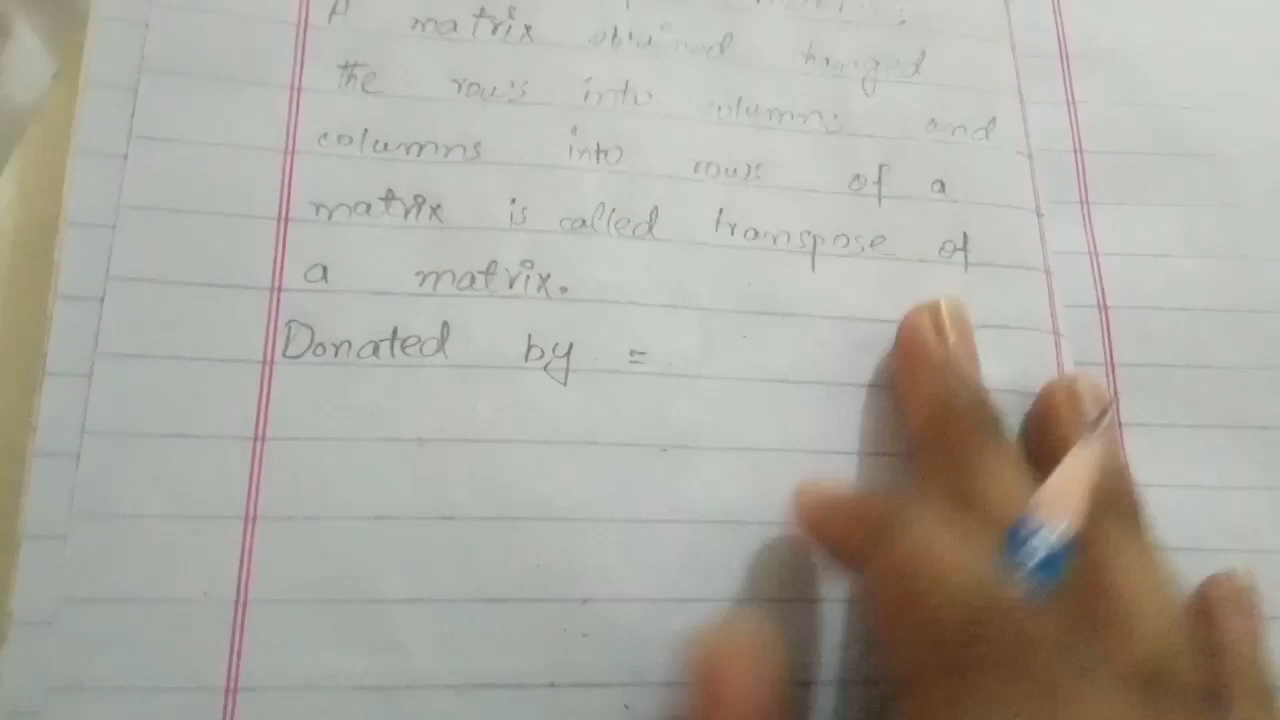 A matrix obtained hanged
the rows into columns and
columns into rows of a
matrix is called transpose of
a matrix.
Donated by =